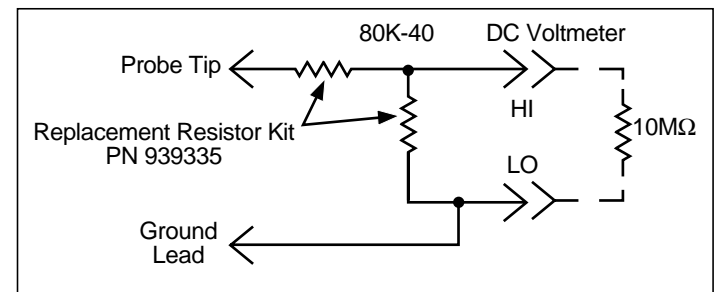 80K-40
DC Voltmeter
Probe Tip
HI
10MΩ
Replacement Resistor Kit
PN 939335
LO
Ground
Lead